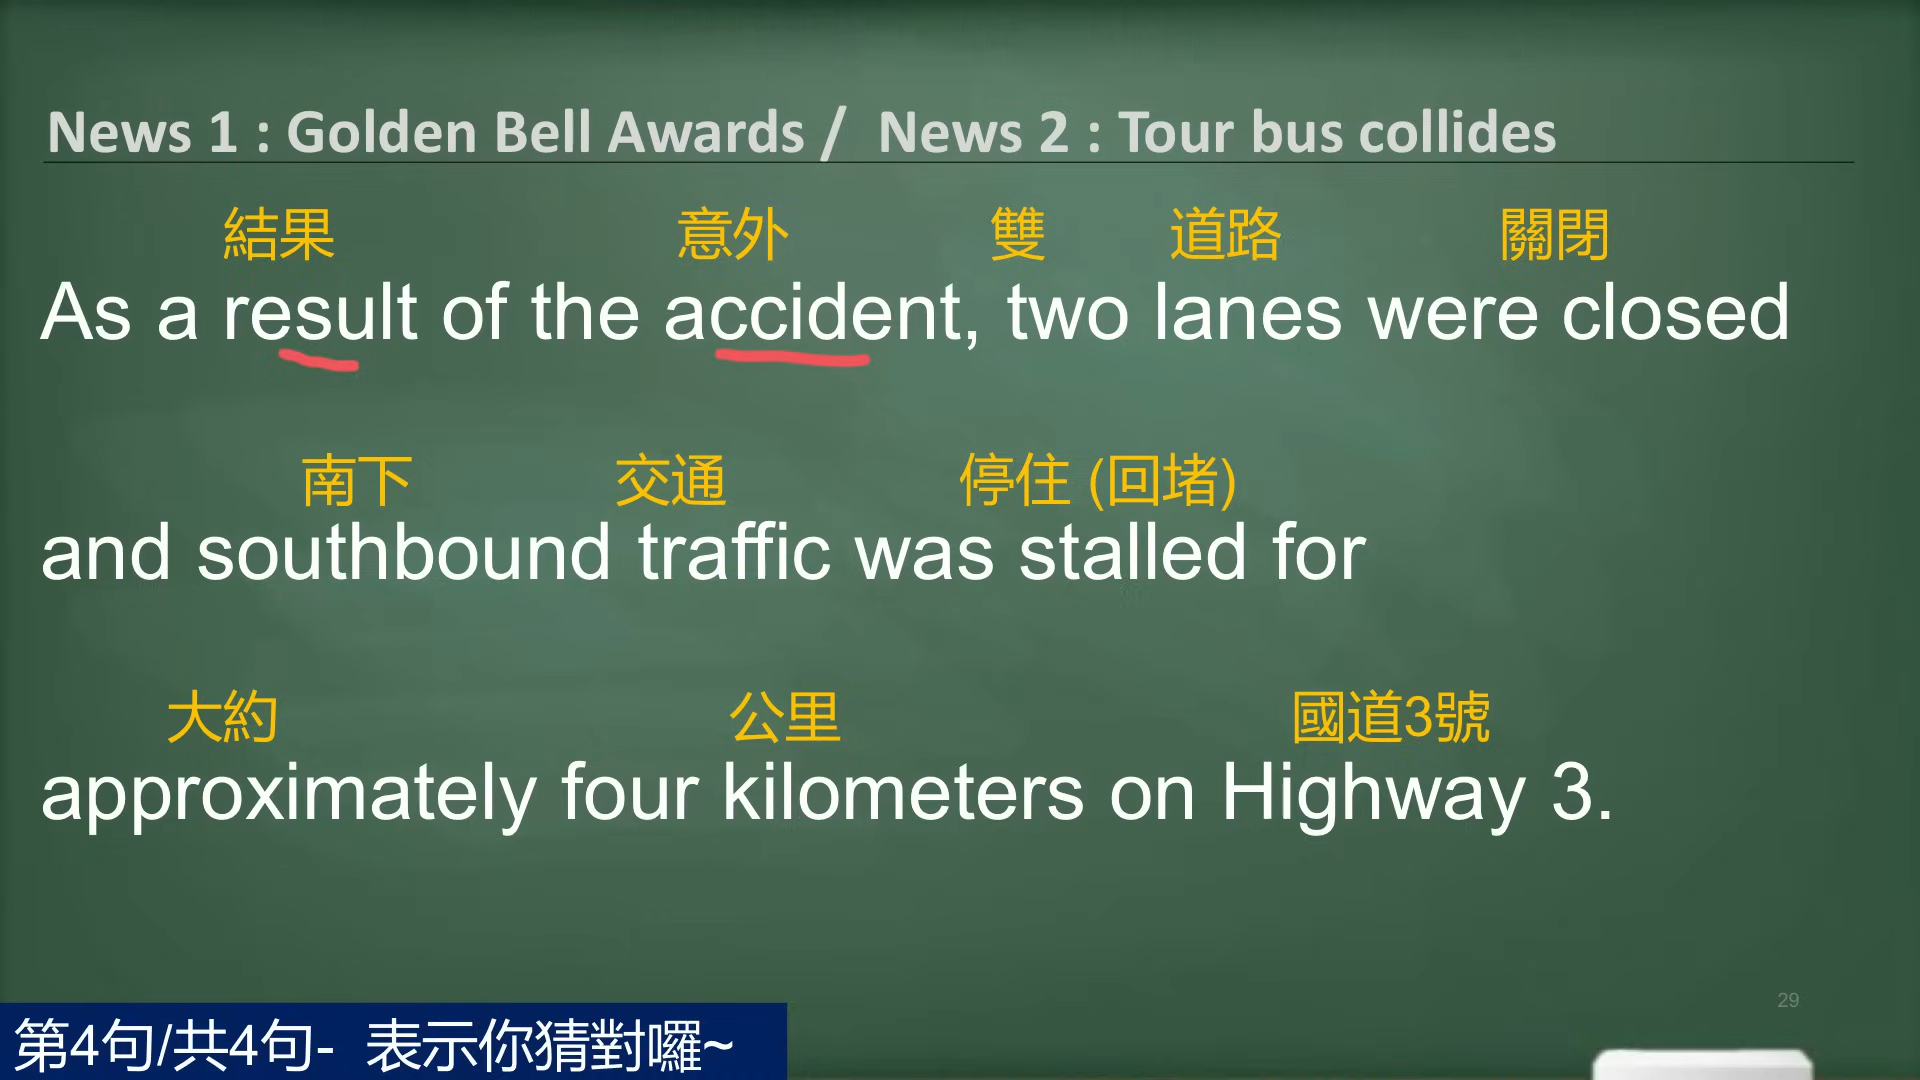 News 1 : Golden Bell Awards / News 2 : Tour bus collides
結果 意外 雙 道路 關閉
As a result of the accident, two lanes were closed
南下 交通 停住 (回堵)
and southbound traffic was stalled for
大約 公里 國道3號
approximately four kilometers on Highway 3.
29
第4句/共4句- 表示你猜對囉~